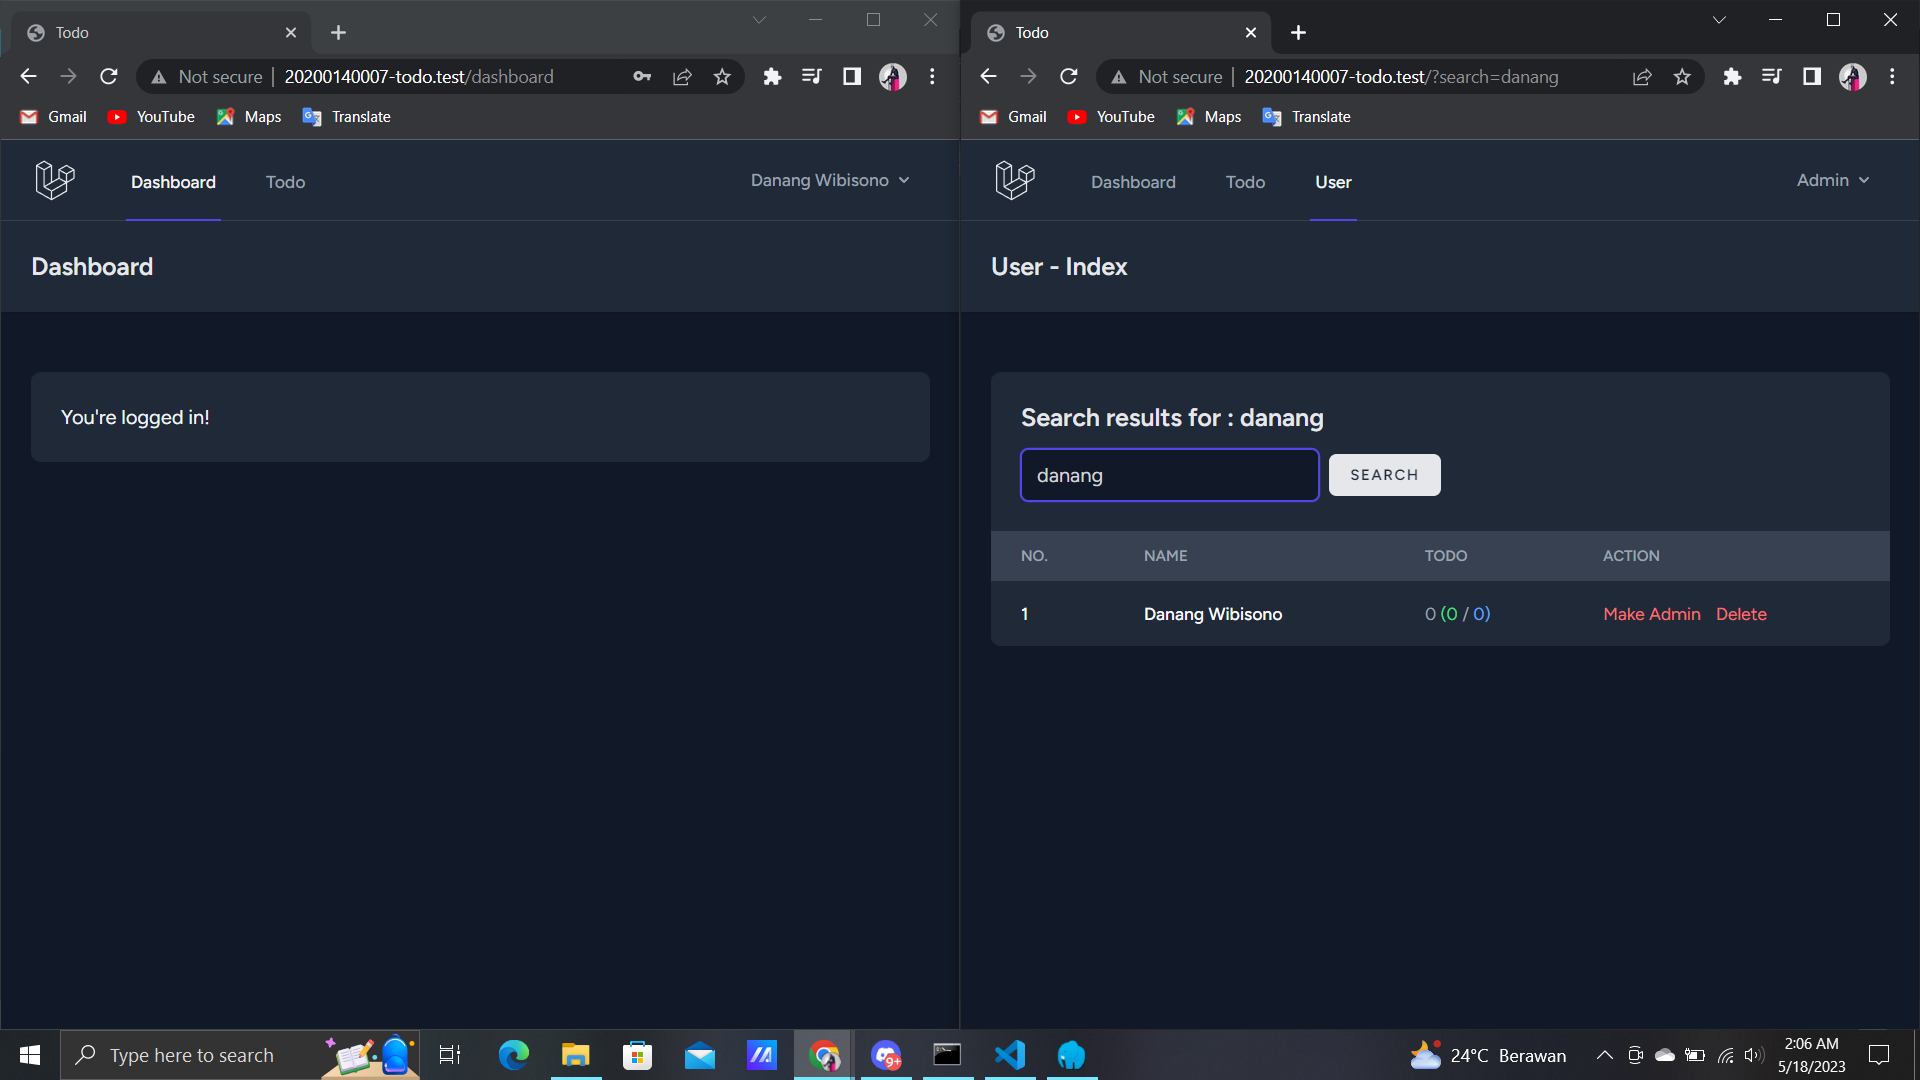 Todo
Not secure | 20200140007-todo.test/dashboard
Gmail YouTube Maps Translate
Dashboard Todo Danang Wibisono
Dashboard
You're logged in!
Todo
Not secure | 20200140007-todo.test/?search=danang
Gmail YouTube Maps Translate
Dashboard Todo User Admin
User - Index
Search results for : danang
danang SEARCH
NO. NAME TODO ACTION
1 Danang Wibisono 0 (0 / 0) Make Admin Delete
Type here to search
9+
24°C Berawan
2:06 AM
5/18/2023